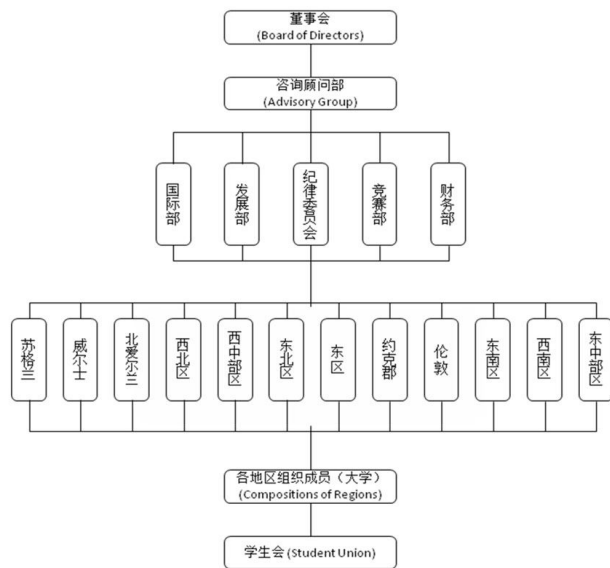 董事会
(Board of Directors)
咨询顾问部
(Advisory Group)
国际部
发展部
纪律委员会
竞赛部
财务部
苏格兰
威尔士
北爱尔兰
西北区
西中部区
东北区
东区
约克郡
伦敦
东南区
西南区
东中部区
各地区组织成员（大学）
(Compositions of Regions)
学生会 (Student Union)